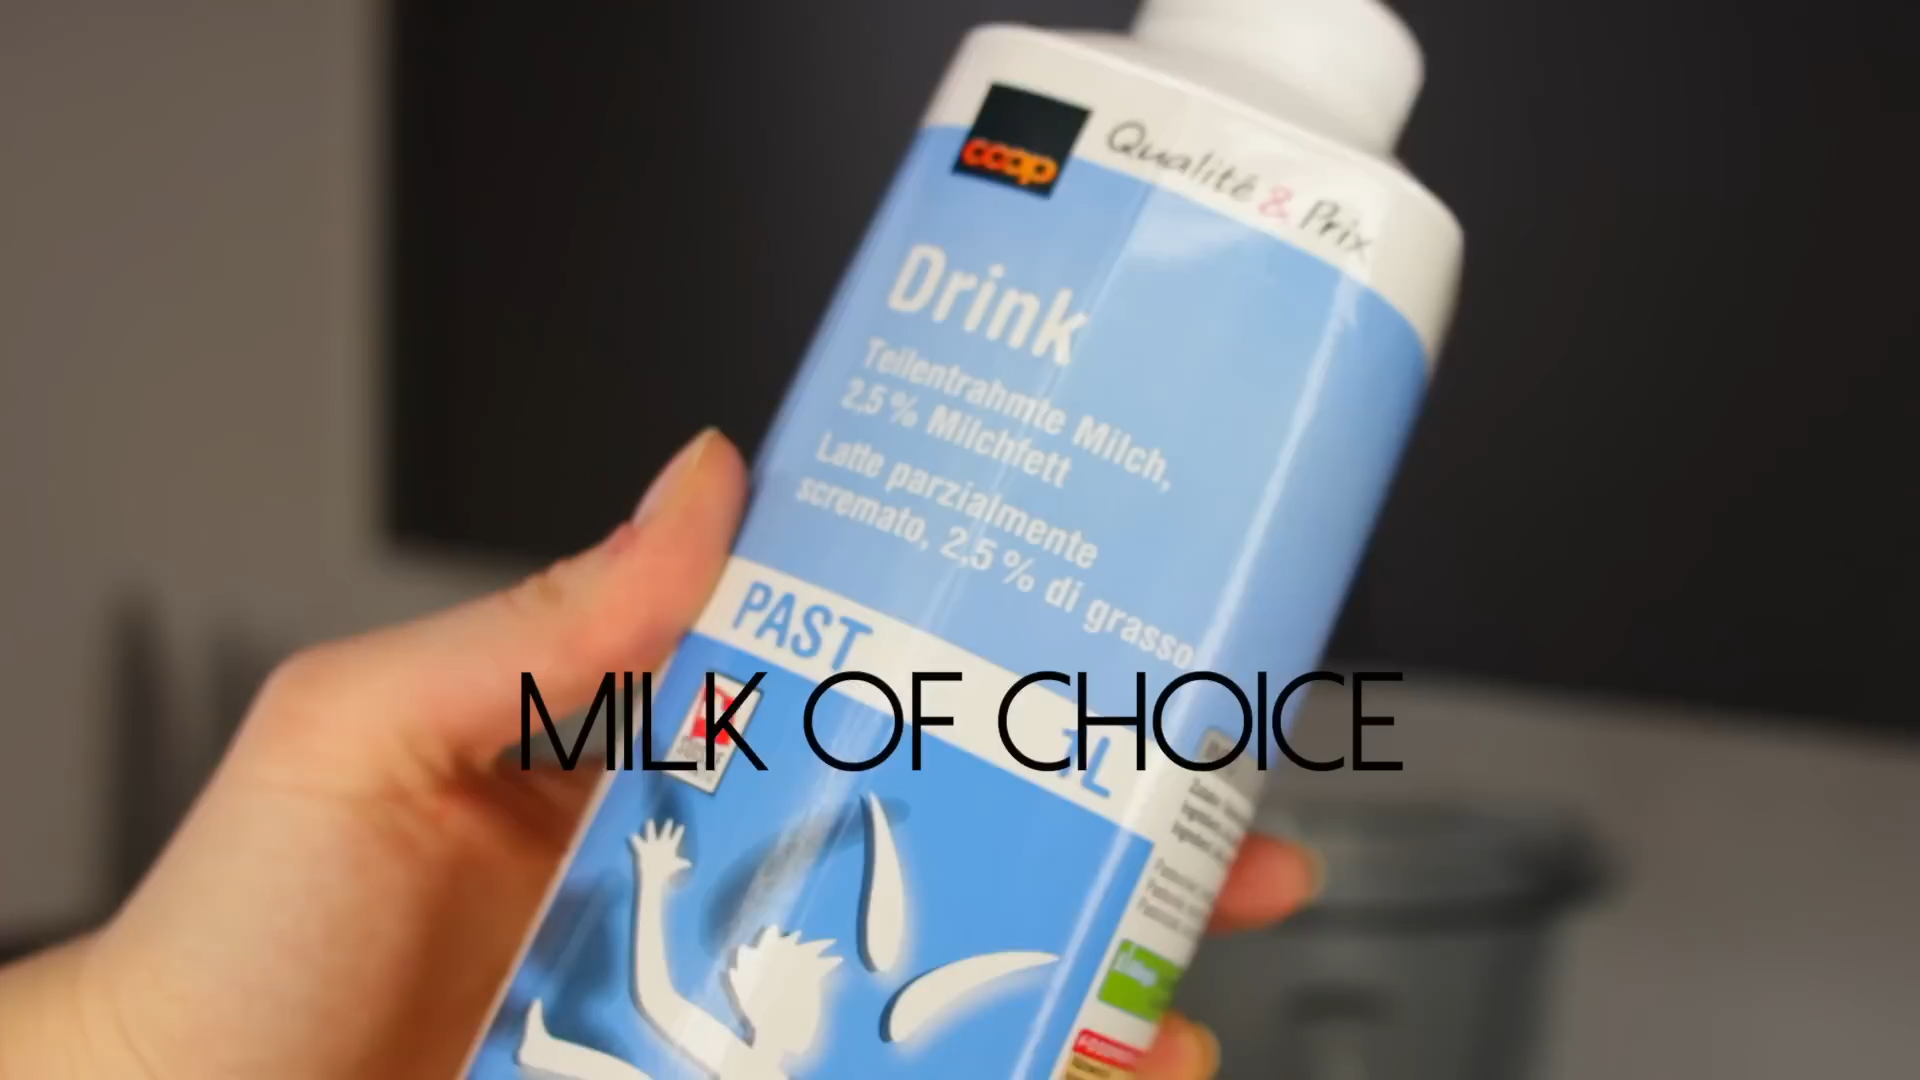 coop
Qualité & Prix
Drink
Teilentrahmte Milch,
2,5 % Milchfett
Latte parzialmente
scremato, 2,5 % di grasso
PAST
1L
MILK OF CHOICE